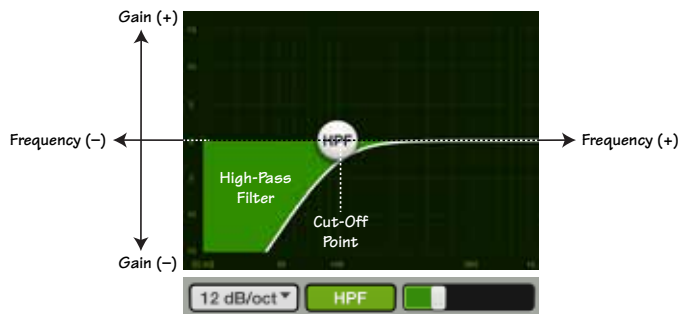 Gain (+)
Frequency (–)
HPF
Frequency (+)
High-Pass
Filter
Cut-Off
Point
Gain (–)
12 dB/oct
HPF